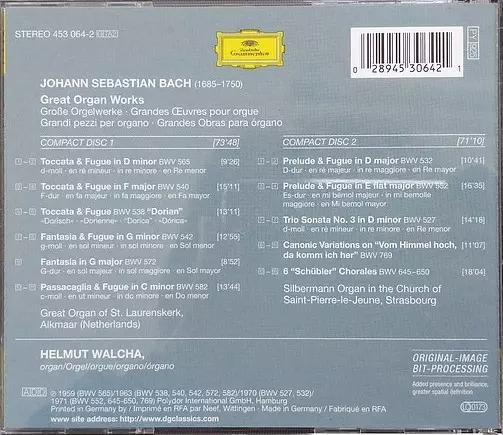 STEREO 453 064-2 GTA2
Deutsche
Grammophon
PY 925
0 28945 30642 1
JOHANN SEBASTIAN BACH (1685–1750)
Great Organ Works
Große Orgelwerke · Grandes Œuvres pour orgue
Grandi pezzi per organo · Grandes Obras para órgano
COMPACT DISC 1 [73'48]
Toccata & Fugue in D minor BWV 565 [9'26]
d-moll · en ré mineur · in re minore · en Re menor
Toccata & Fugue in F major BWV 540 [15'11]
F-dur · en fa majeur · in fa maggiore · en Fa mayor
Toccata & Fugue BWV 538 "Dorian" [13'11]
»Dorisch« · «Dorienne» · "Dorica" · «Dórica»
Fantasia & Fugue in G minor BWV 542 [12'55]
g-moll · en sol mineur · in sol minore · en Sol menor
Fantasia in G major BWV 572 [8'52]
G-dur · en sol majeur · in sol maggiore · en Sol mayor
Passacaglia & Fugue in C minor BWV 582 [13'44]
c-moll · en ut mineur · in do minore · en Do menor
Great Organ of St. Laurenskerk,
Alkmaar (Netherlands)
COMPACT DISC 2 [71'10]
Prelude & Fugue in D major BWV 532 [10'41]
D-dur · en ré majeur · in re maggiore · en Re mayor
Prelude & Fugue in E flat major BWV 552 [16'35]
Es-dur · en mi bémol majeur · in mi bemolle
maggiore · en Mi bemol mayor
Trio Sonata No. 3 in D minor BWV 527 [14'16]
d-moll · en ré mineur · in re minore · en Re menor
Canonic Variations on "Vom Himmel hoch, [11'07]
da komm ich her" BWV 769
6 "Schübler" Chorales BWV 645–650 [18'04]
Silbermann Organ in the Church of
Saint-Pierre-le-Jeune, Strasbourg
HELMUT WALCHA,
organ/Orgel/orgue/organo/órgano
ADD
℗ 1959 (BWV 565)/1963 (BWV 538, 540, 542, 572, 582)/1970 (BWV 527, 532)/
1971 (BWV 552, 645-650, 769) Polydor International GmbH, Hamburg
Printed in Germany by / Imprimé en RFA par Neef, Wittingen · Made in Germany / Fabriqué en RFA
www site address: http://www.dgclassics.com
ORIGINAL-IMAGE
BIT-PROCESSING
Added presence and brilliance,
greater spatial definition
LC 0173